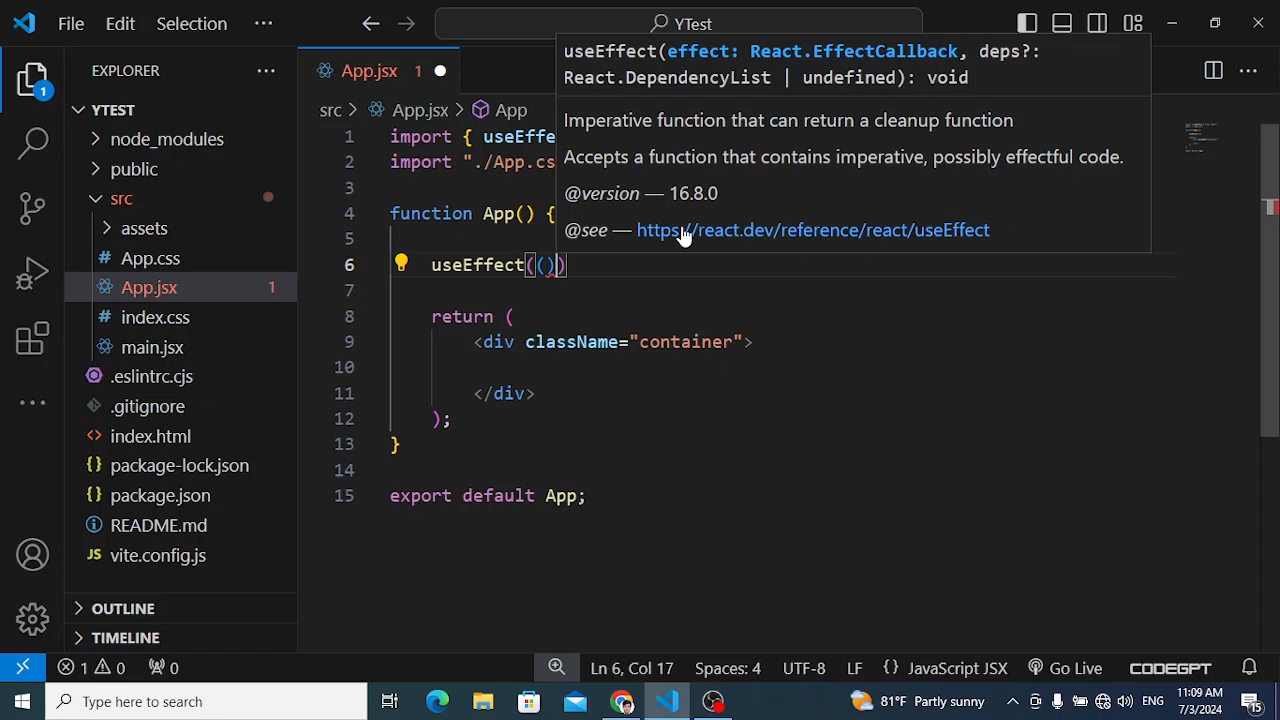 File Edit Selection ··· YTest
EXPLORER ···
YTEST
node_modules
public
src
assets
# App.css
App.jsx 1
# index.css
main.jsx
.eslintrc.cjs
.gitignore
<> index.html
{} package-lock.json
{} package.json
README.md
JS vite.config.js
OUTLINE
TIMELINE
1
App.jsx 1
src > App.jsx > App
1 import { useEffe
2 import "./App.cs
3
4 function App() {
5
6 useEffect(())
7
8 return (
9 <div className="container">
10
11 </div>
12 );
13 }
14
15 export default App;
useEffect(effect: React.EffectCallback, deps?:
React.DependencyList | undefined): void
Imperative function that can return a cleanup function
Accepts a function that contains imperative, possibly effectful code.
@version — 16.8.0
@see — https://react.dev/reference/react/useEffect
1 0 0 Ln 6, Col 17 Spaces: 4 UTF-8 LF {} JavaScript JSX Go Live CODEGPT
Type here to search 81°F Partly sunny ENG
11:09 AM
7/3/2024
15